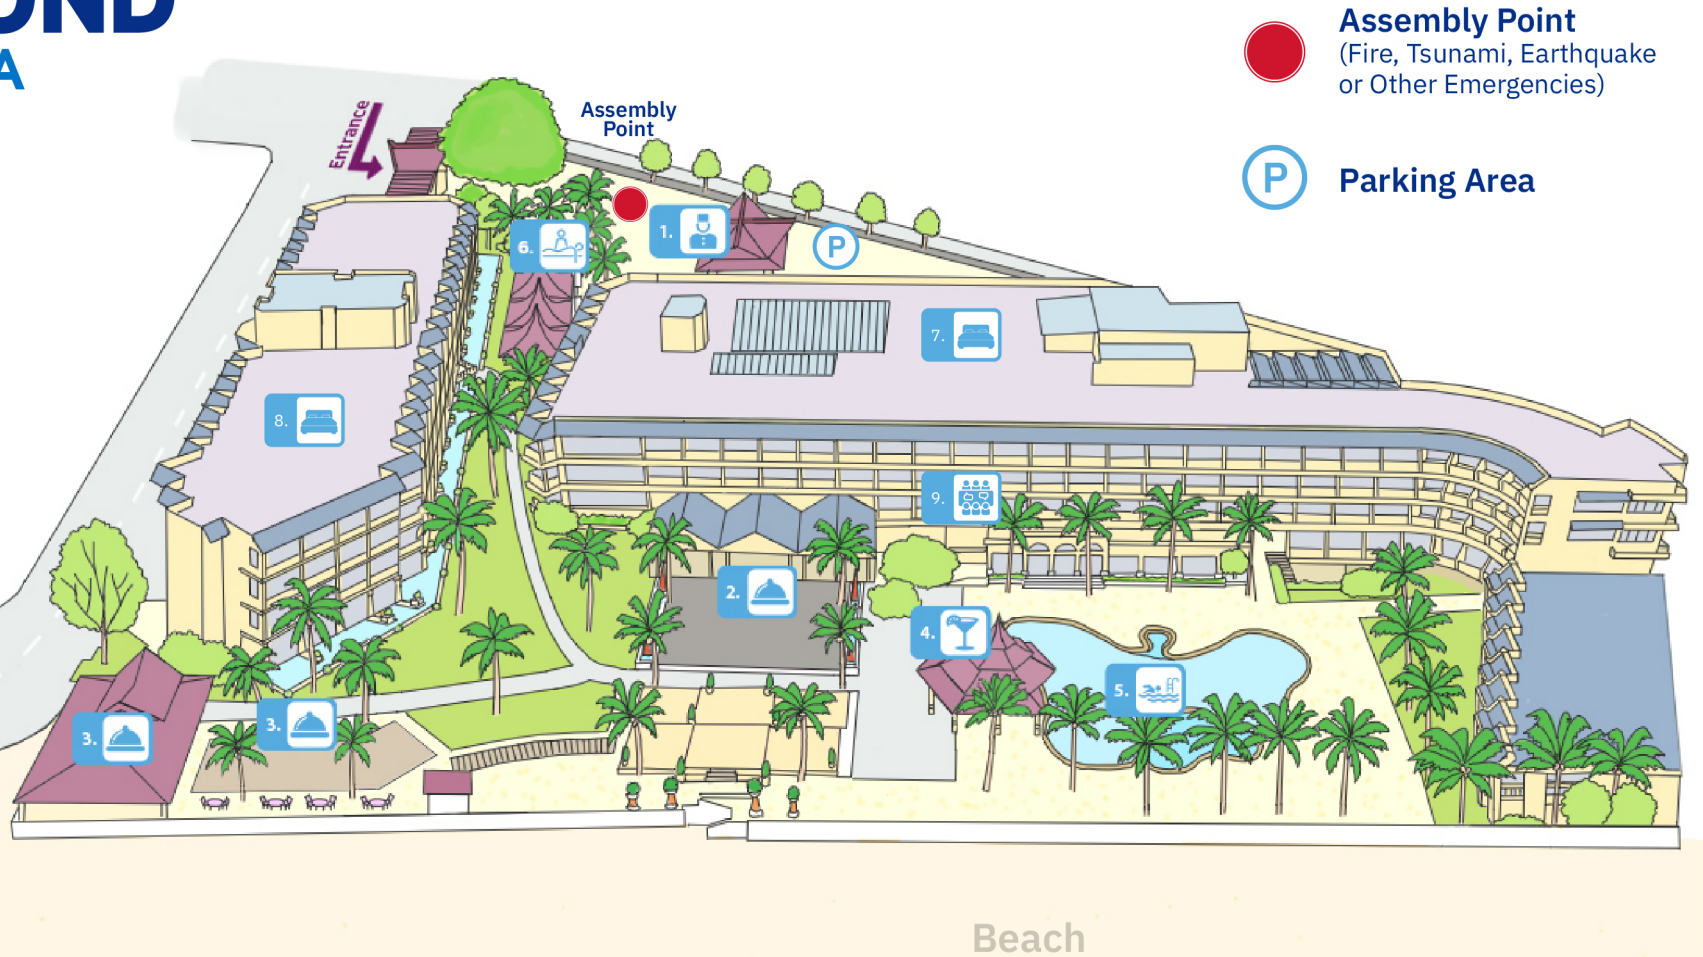 Assembly Point
(Fire, Tsunami, Earthquake
or Other Emergencies)
P
Parking Area
Entrance
Assembly
Point
1.
6.
P
7.
8.
9.
2.
4.
5.
3.
3.
Beach